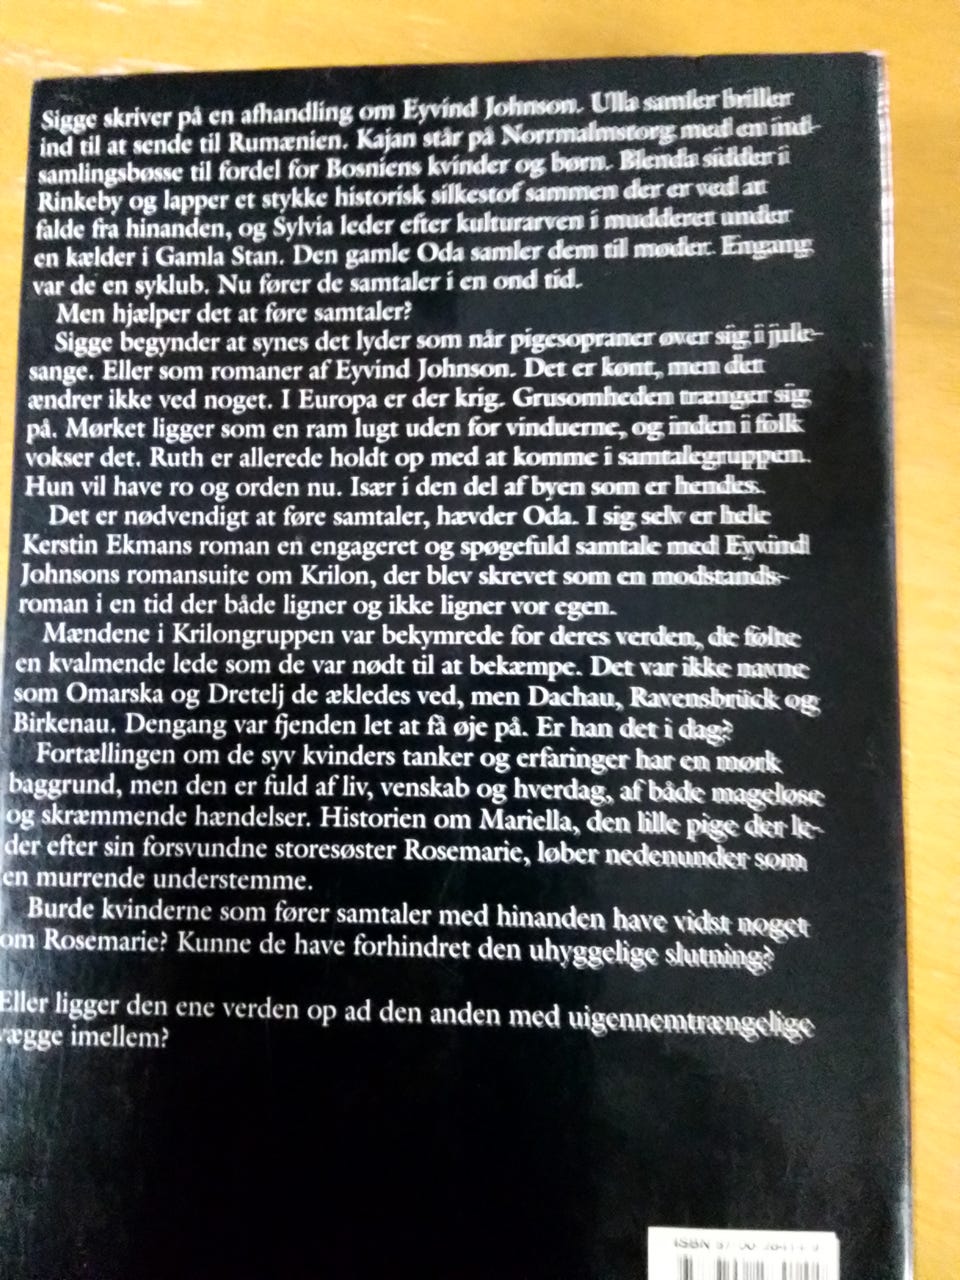 Sigge skriver på en afhandling om Eyvind Johnson. Ulla samler briller
ind til at sende til Rumænien. Kajan står på Norrmalmstorg med en ind-
samlingsbøsse til fordel for Bosniens kvinder og børn. Blenda sidder i
Rinkeby og lapper et stykke historisk silkestof sammen der er ved at
falde fra hinanden, og Sylvia leder efter kulturarven i mudderet under
en kælder i Gamla Stan. Den gamle Oda samler dem til møder. Engang
var de en syklub. Nu fører de samtaler i en ond tid.
Men hjælper det at føre samtaler?
Sigge begynder at synes det lyder som når pigesopraner øver sig i jule-
sange. Eller som romaner af Eyvind Johnson. Det er kønt, men det
ændrer ikke ved noget. I Europa er der krig. Grusomheden trænger sig
på. Mørket ligger som en ram lugt uden for vinduerne, og inden i folk
vokser det. Ruth er allerede holdt op med at komme i samtalegruppen.
Hun vil have ro og orden nu. Især i den del af byen som er hendes.
Det er nødvendigt at føre samtaler, hævder Oda. I sig selv er hele
Kerstin Ekmans roman en engageret og spøgefuld samtale med Eyvind
Johnsons romansuite om Krilon, der blev skrevet som en modstands-
roman i en tid der både ligner og ikke ligner vor egen.
Mændene i Krilongruppen var bekymrede for deres verden, de følte
en kvalmende lede som de var nødt til at bekæmpe. Det var ikke navne
som Omarska og Dretelj de ækledes ved, men Dachau, Ravensbrück og
Birkenau. Dengang var fjenden let at få øje på. Er han det i dag?
Fortællingen om de syv kvinders tanker og erfaringer har en mørk
baggrund, men den er fuld af liv, venskab og hverdag, af både mageløse
og skræmmende hændelser. Historien om Mariella, den lille pige der le-
der efter sin forsvundne storesøster Rosemarie, løber nedenunder som
en murrende understemme.
Burde kvinderne som fører samtaler med hinanden have vidst noget
om Rosemarie? Kunne de have forhindret den uhyggelige slutning?
Eller ligger den ene verden op ad den anden med uigennemtrængelige
vægge imellem?
ISBN